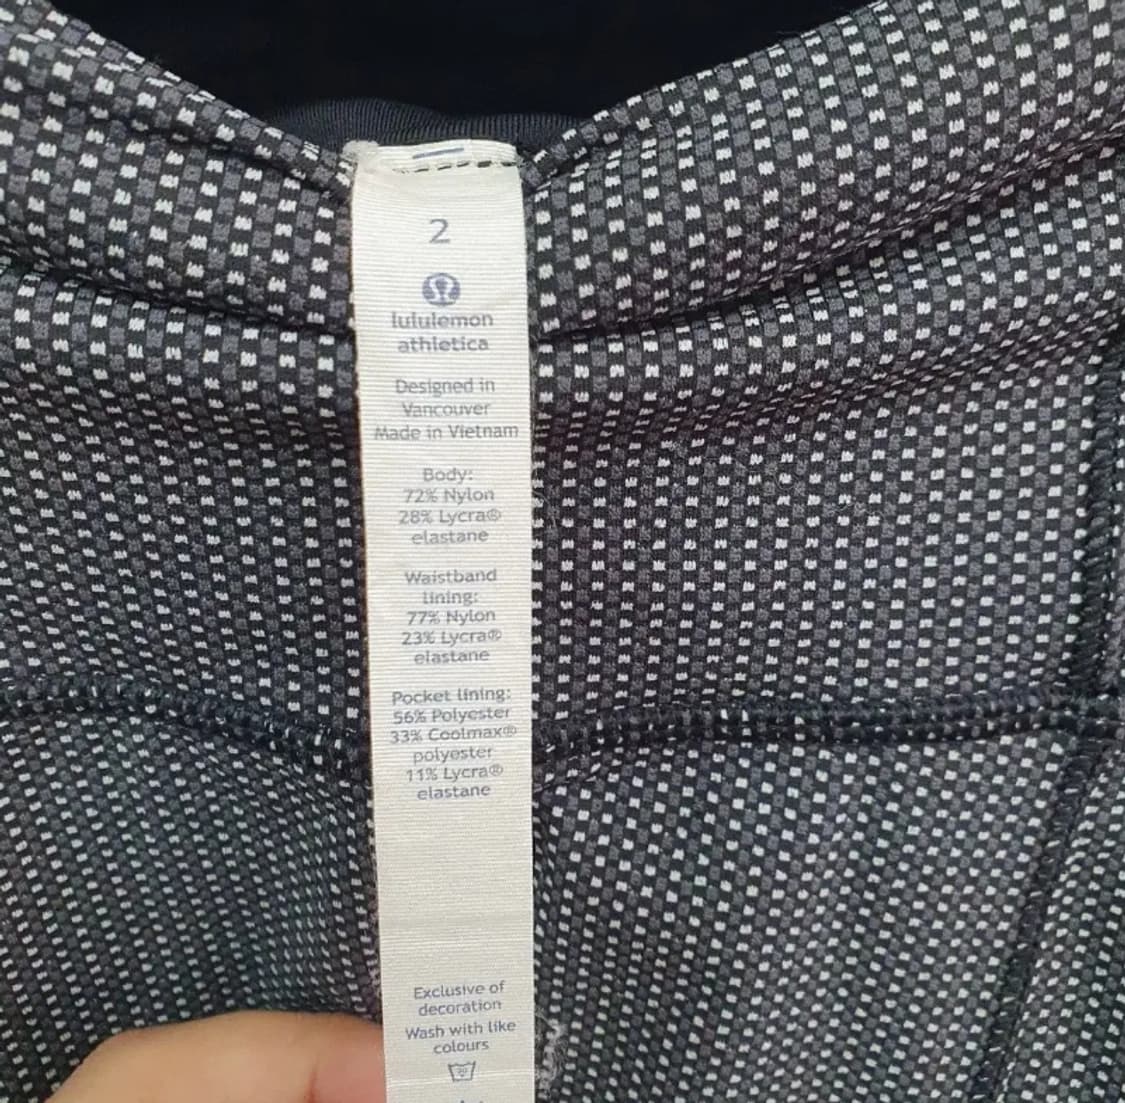 2
lululemon
athletica
Designed in
Vancouver
Made in Vietnam
Body:
72% Nylon
28% Lycra®
elastane
Waistband
lining:
77% Nylon
23% Lycra®
elastane
Pocket lining:
56% Polyester
33% Coolmax®
polyester
11% Lycra®
elastane
Exclusive of
decoration
Wash with like
colours